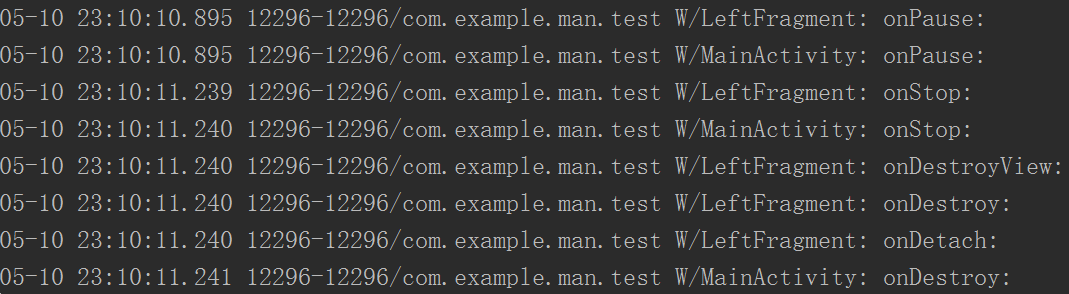 05-10 23:10:10.895 12296-12296/com.example.man.test W/LeftFragment: onPause:
05-10 23:10:10.895 12296-12296/com.example.man.test W/MainActivity: onPause:
05-10 23:10:11.239 12296-12296/com.example.man.test W/LeftFragment: onStop:
05-10 23:10:11.240 12296-12296/com.example.man.test W/MainActivity: onStop:
05-10 23:10:11.240 12296-12296/com.example.man.test W/LeftFragment: onDestroyView:
05-10 23:10:11.240 12296-12296/com.example.man.test W/LeftFragment: onDestroy:
05-10 23:10:11.240 12296-12296/com.example.man.test W/LeftFragment: onDetach:
05-10 23:10:11.241 12296-12296/com.example.man.test W/MainActivity: onDestroy: